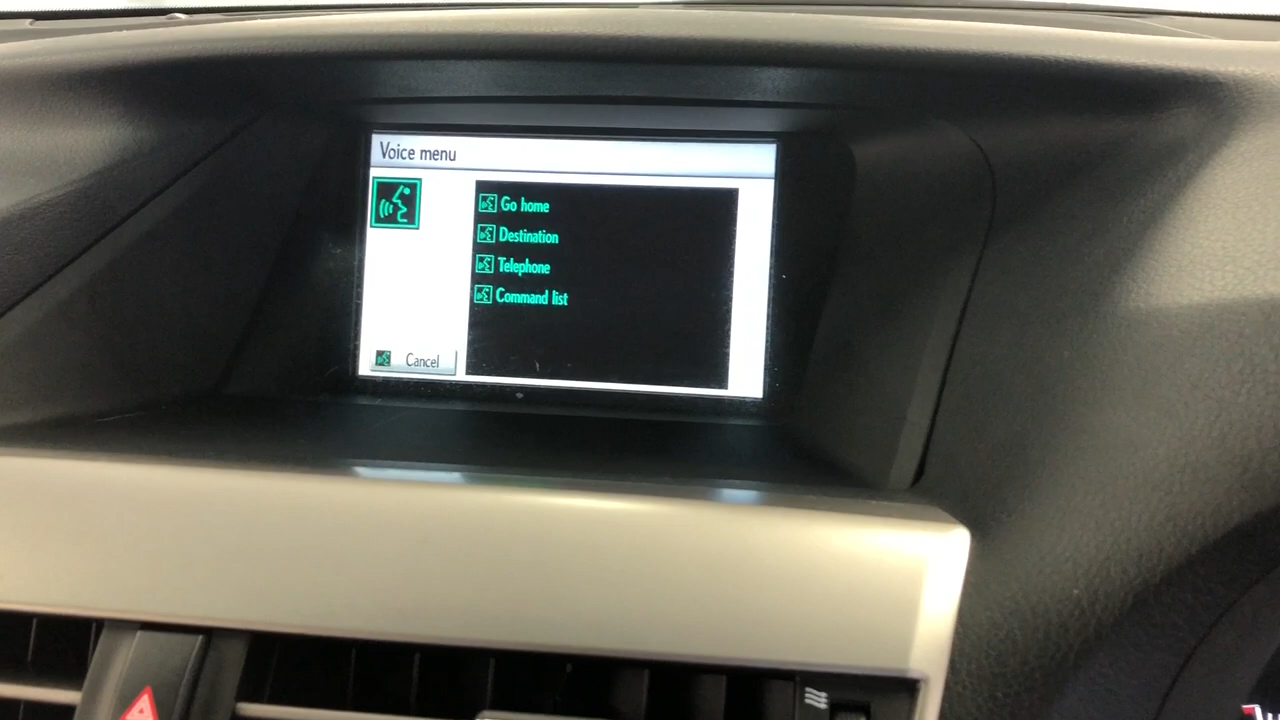 Voice menu
Go home
Destination
Telephone
Command list
Cancel